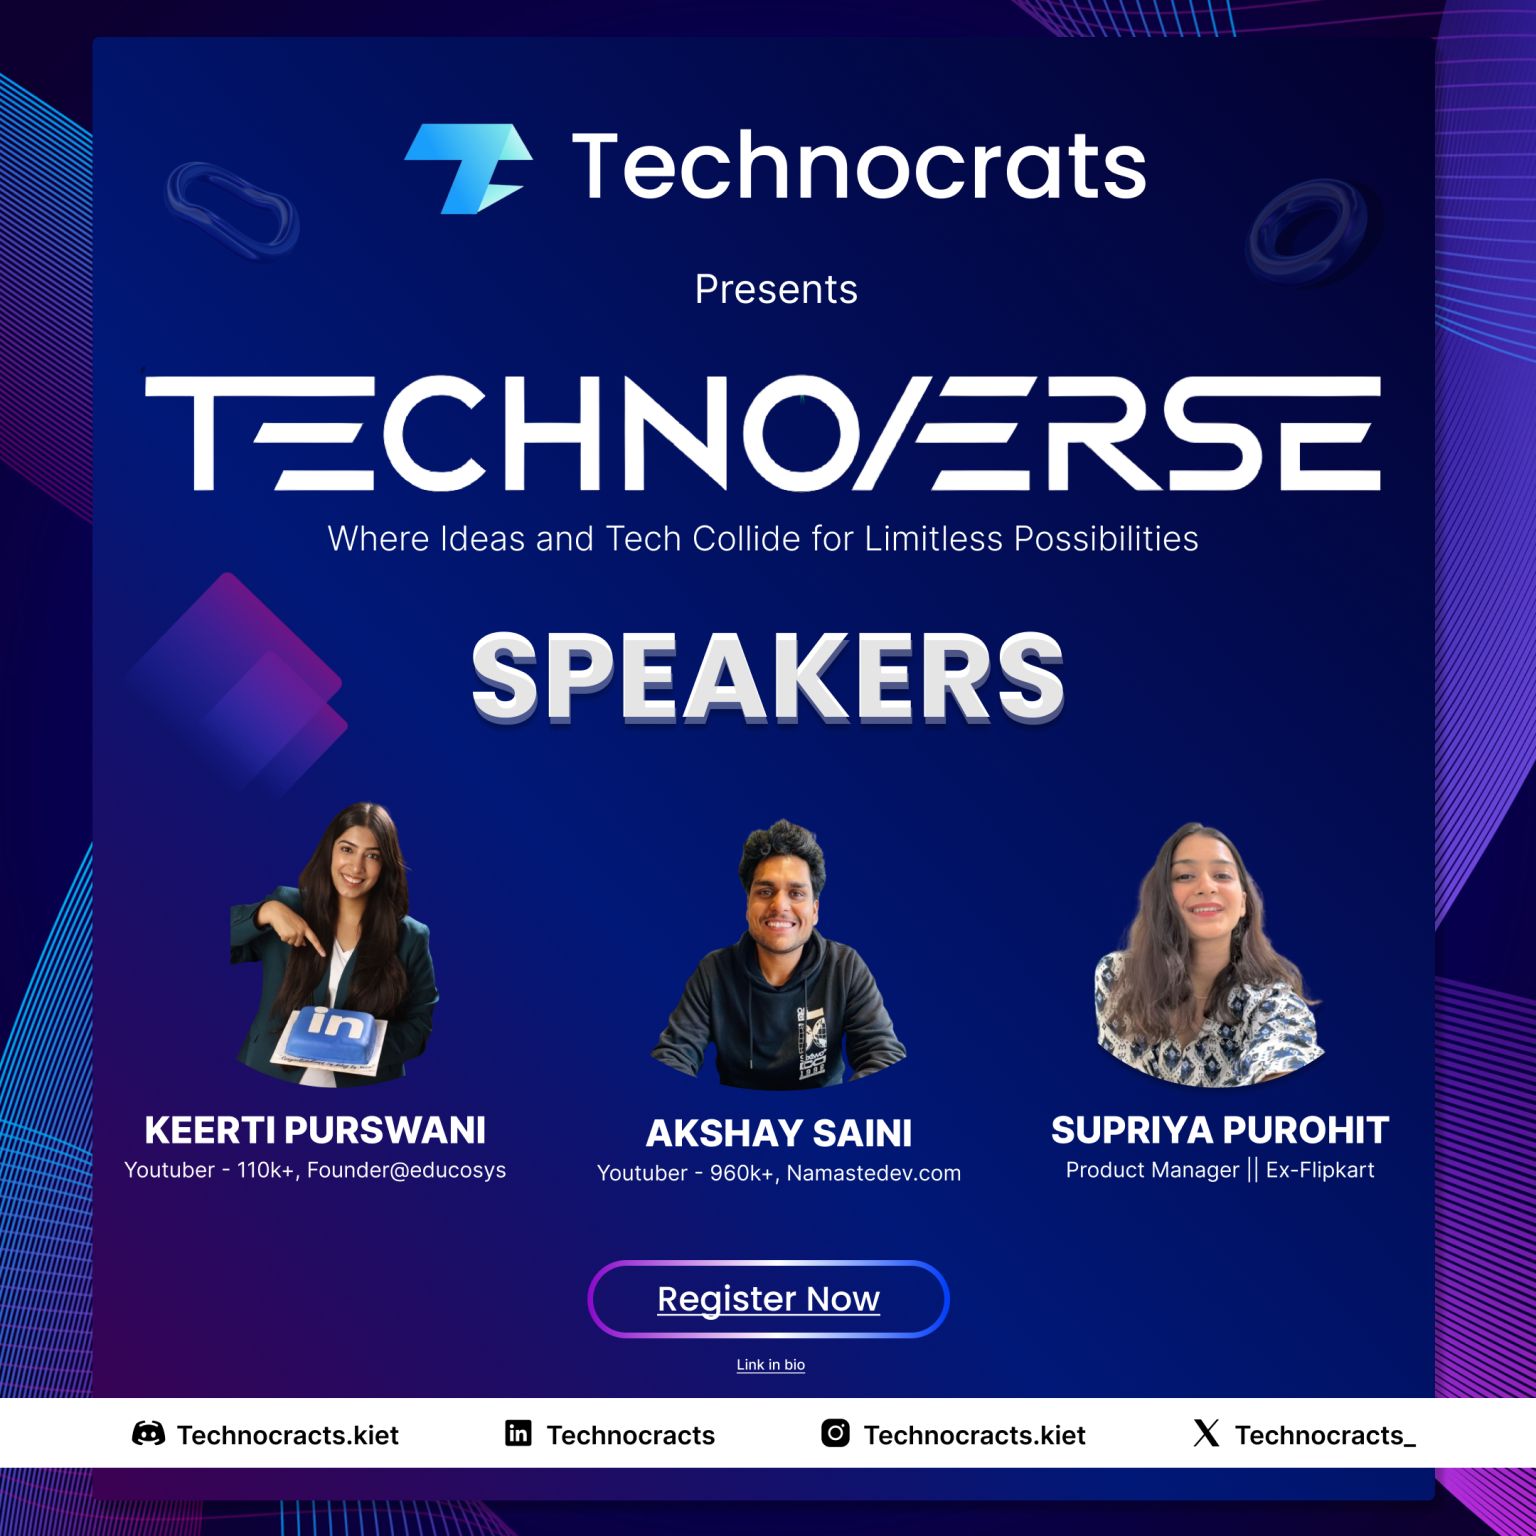 Technocrats
Presents
TECHNOVERSE
Where Ideas and Tech Collide for Limitless Possibilities
SPEAKERS
in
KEERTI PURSWANI
Youtuber - 110k+, Founder@educosys
AKSHAY SAINI
Youtuber - 960k+, Namastedev.com
SUPRIYA PUROHIT
Product Manager || Ex-Flipkart
Register Now
Link in bio
Technocracts.kiet
in Technocracts
Technocracts.kiet
X Technocracts_